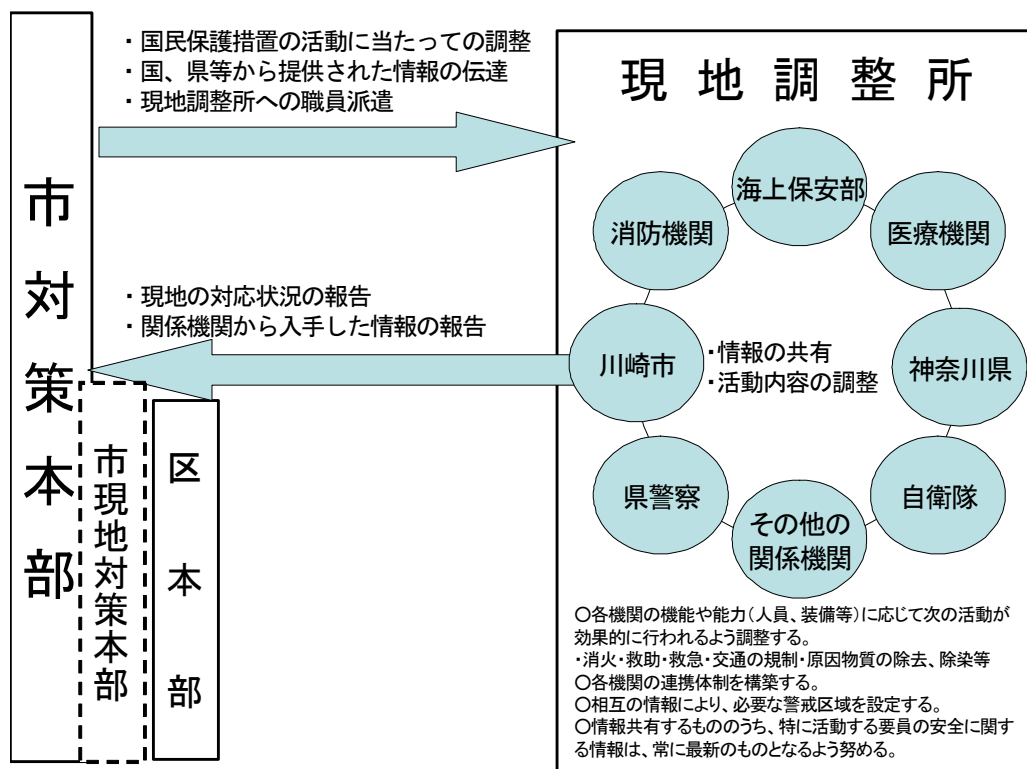 ・国民保護措置の活動に当たっての調整
・国、県等から提供された情報の伝達
・現地調整所への職員派遣
市対策本部
・現地の対応状況の報告
・関係機関から入手した情報の報告
市現地対策本部
区本部
現地調整所
海上保安部
消防機関
医療機関
川崎市
・情報の共有
・活動内容の調整
神奈川県
県警察
自衛隊
その他の
関係機関
○各機関の機能や能力(人員、装備等)に応じて次の活動が
効果的に行われるよう調整する。
・消火・救助・救急・交通の規制・原因物質の除去、除染等
○各機関の連携体制を構築する。
○相互の情報により、必要な警戒区域を設定する。
○情報共有するもののうち、特に活動する要員の安全に関す
る情報は、常に最新のものとなるよう努める。